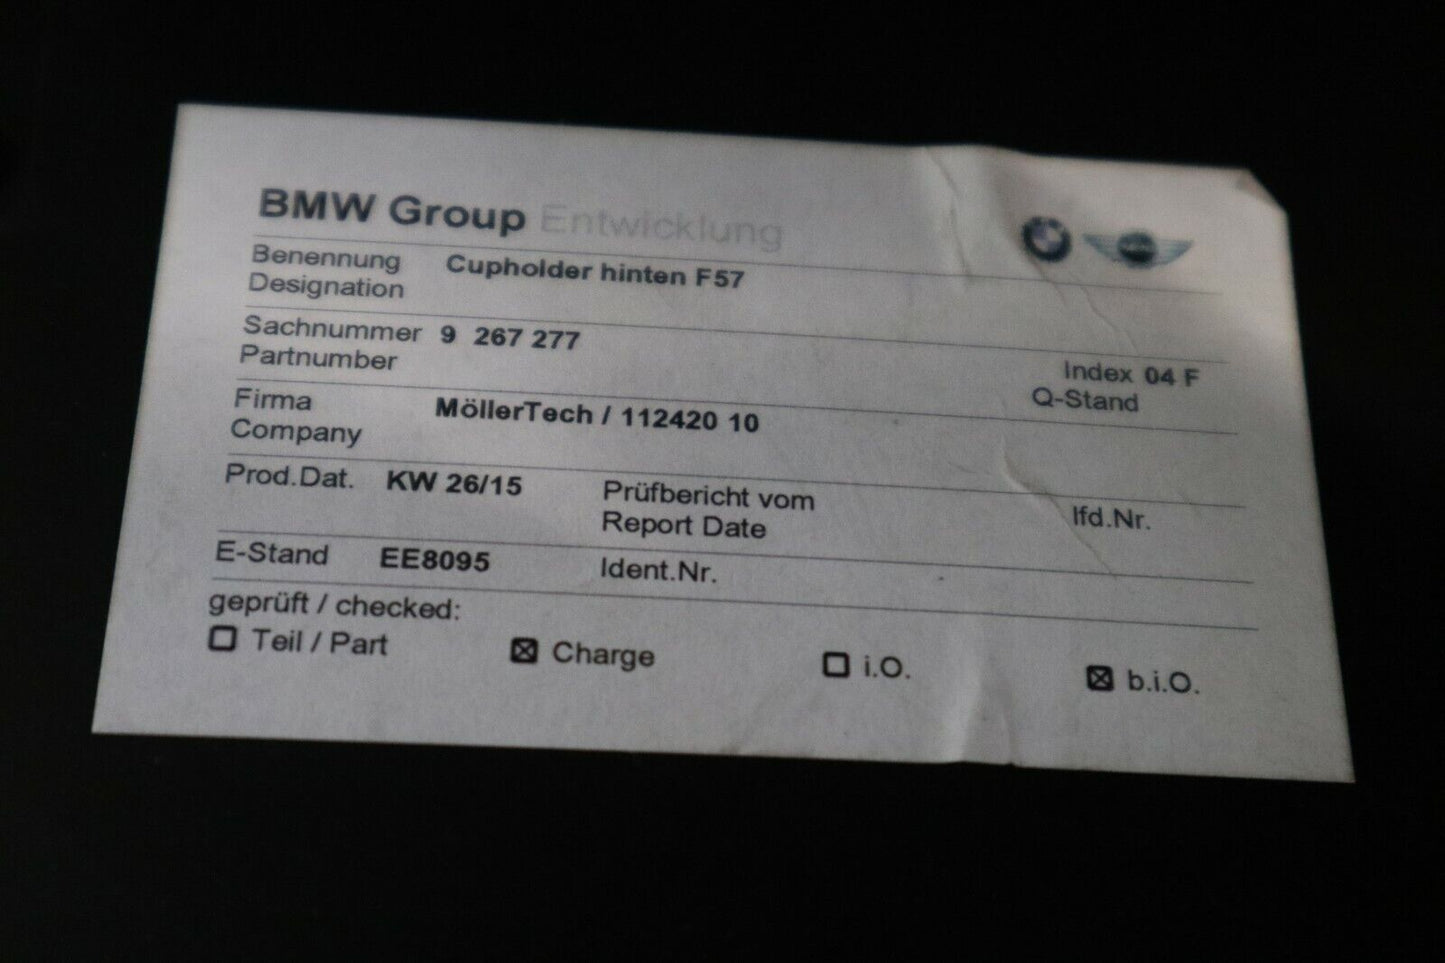 BMW Group Entwicklung
Benennung Cupholder hinten F57
Designation
Sachnummer 9 267 277
Partnumber
Index 04 F
Q-Stand
Firma MöllerTech / 112420 10
Company
Prod.Dat. KW 26/15 Prüfbericht vom lfd.Nr.
Report Date
E-Stand EE8095 Ident.Nr.
geprüft / checked:
☐ Teil / Part ☒ Charge ☐ i.O. ☒ b.i.O.